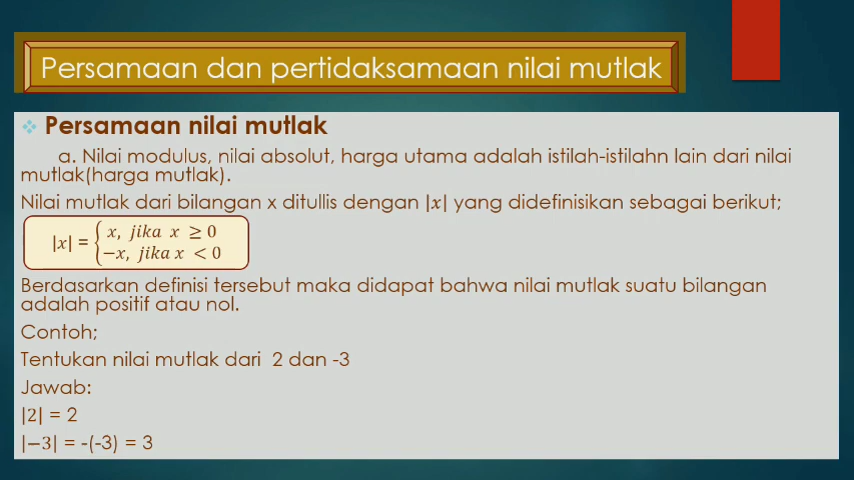 Persamaan dan pertidaksamaan nilai mutlak
❖ Persamaan nilai mutlak
a. Nilai modulus, nilai absolut, harga utama adalah istilah-istilahn lain dari nilai
mutlak(harga mutlak).
Nilai mutlak dari bilangan x ditullis dengan |x| yang didefinisikan sebagai berikut;
|x| = { x, jika x ≥ 0
−x, jika x < 0
Berdasarkan definisi tersebut maka didapat bahwa nilai mutlak suatu bilangan
adalah positif atau nol.
Contoh;
Tentukan nilai mutlak dari 2 dan -3
Jawab:
|2| = 2
|−3| = -(-3) = 3